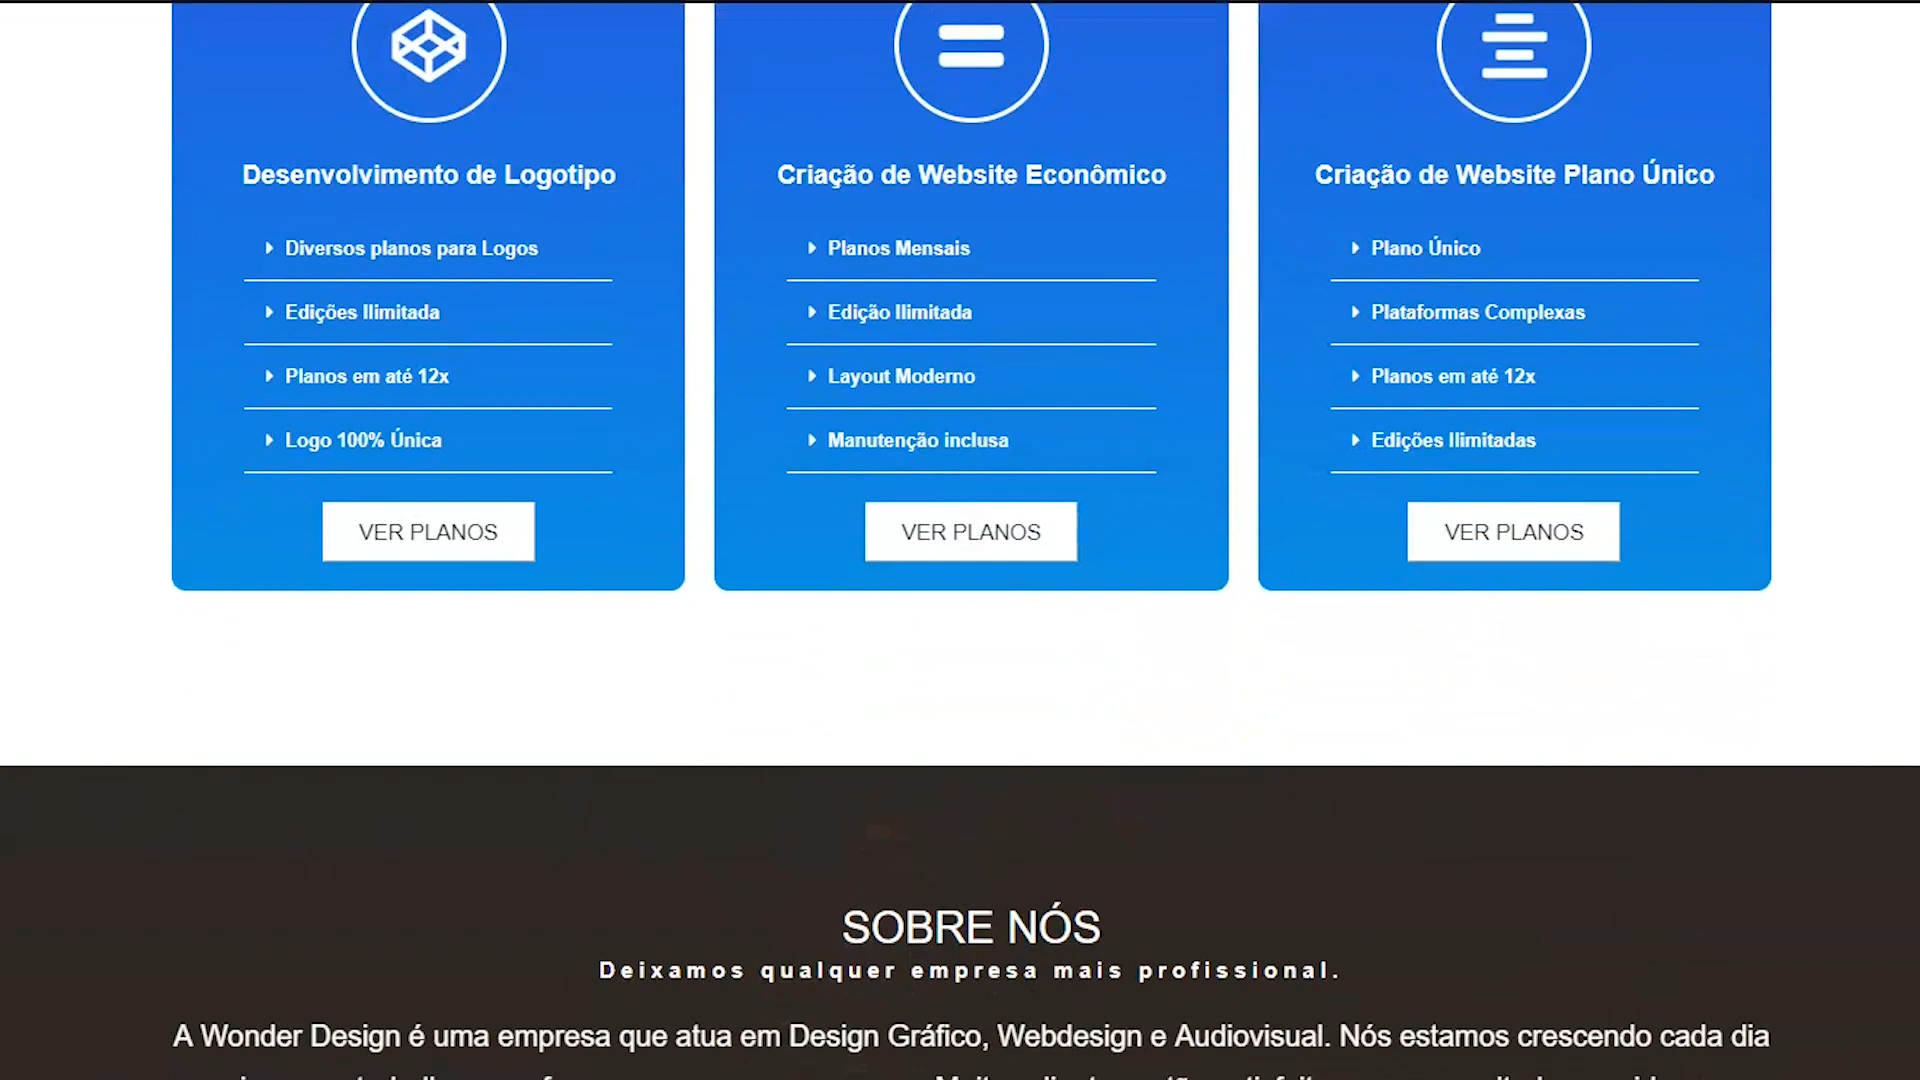 Desenvolvimento de Logotipo
Diversos planos para Logos
Edições Ilimitada
Planos em até 12x
Logo 100% Única
VER PLANOS
Criação de Website Econômico
Planos Mensais
Edição Ilimitada
Layout Moderno
Manutenção inclusa
VER PLANOS
Criação de Website Plano Único
Plano Único
Plataformas Complexas
Planos em até 12x
Edições Ilimitadas
VER PLANOS
SOBRE NÓS
Deixamos qualquer empresa mais profissional.
A Wonder Design é uma empresa que atua em Design Gráfico, Webdesign e Audiovisual. Nós estamos crescendo cada dia